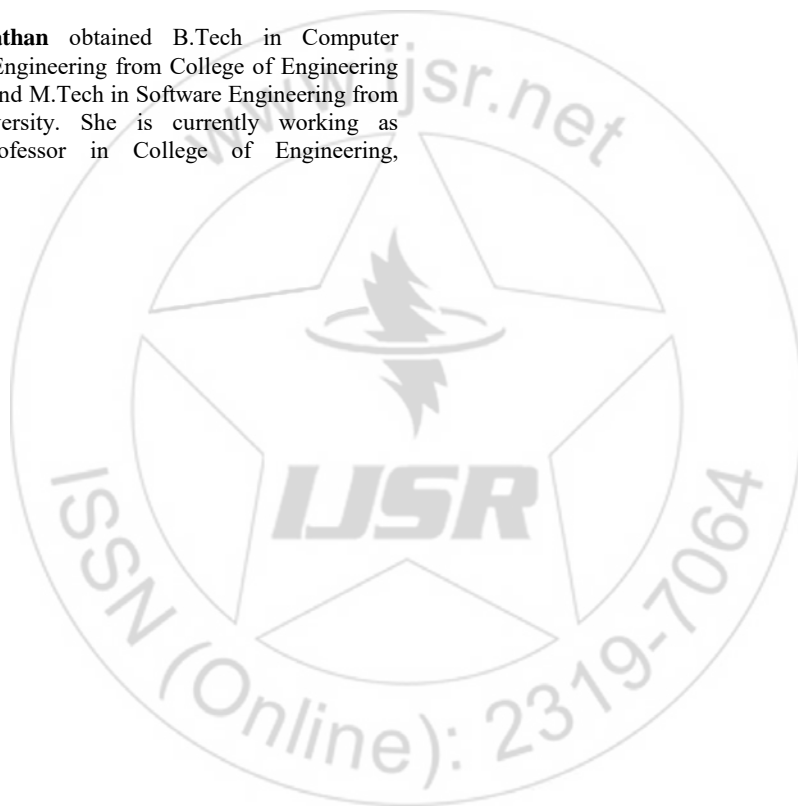 athan obtained B.Tech in Computer
Engineering from College of Engineering
nd M.Tech in Software Engineering from
versity. She is currently working as
ofessor in College of Engineering,
www.ijsr.net
IJSR
ISSN (Online): 2319-7064